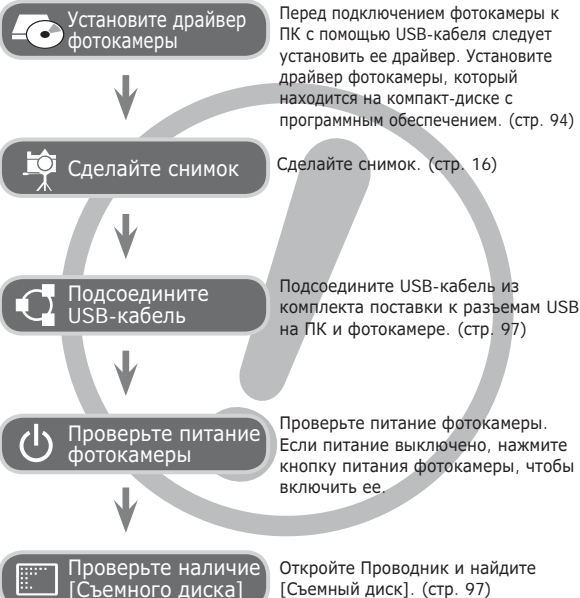 Установите драйвер
фотокамеры
Перед подключением фотокамеры к
ПК с помощью USB-кабеля следует
установить ее драйвер. Установите
драйвер фотокамеры, который
находится на компакт-диске с
программным обеспечением. (стр. 94)
Сделайте снимок
Сделайте снимок. (стр. 16)
Подсоедините
USB-кабель
Подсоедините USB-кабель из
комплекта поставки к разъемам USB
на ПК и фотокамере. (стр. 97)
Проверьте питание
фотокамеры
Проверьте питание фотокамеры.
Если питание выключено, нажмите
кнопку питания фотокамеры, чтобы
включить ее.
Проверьте наличие
[Съемного диска]
Откройте Проводник и найдите
[Съемный диск]. (стр. 97)